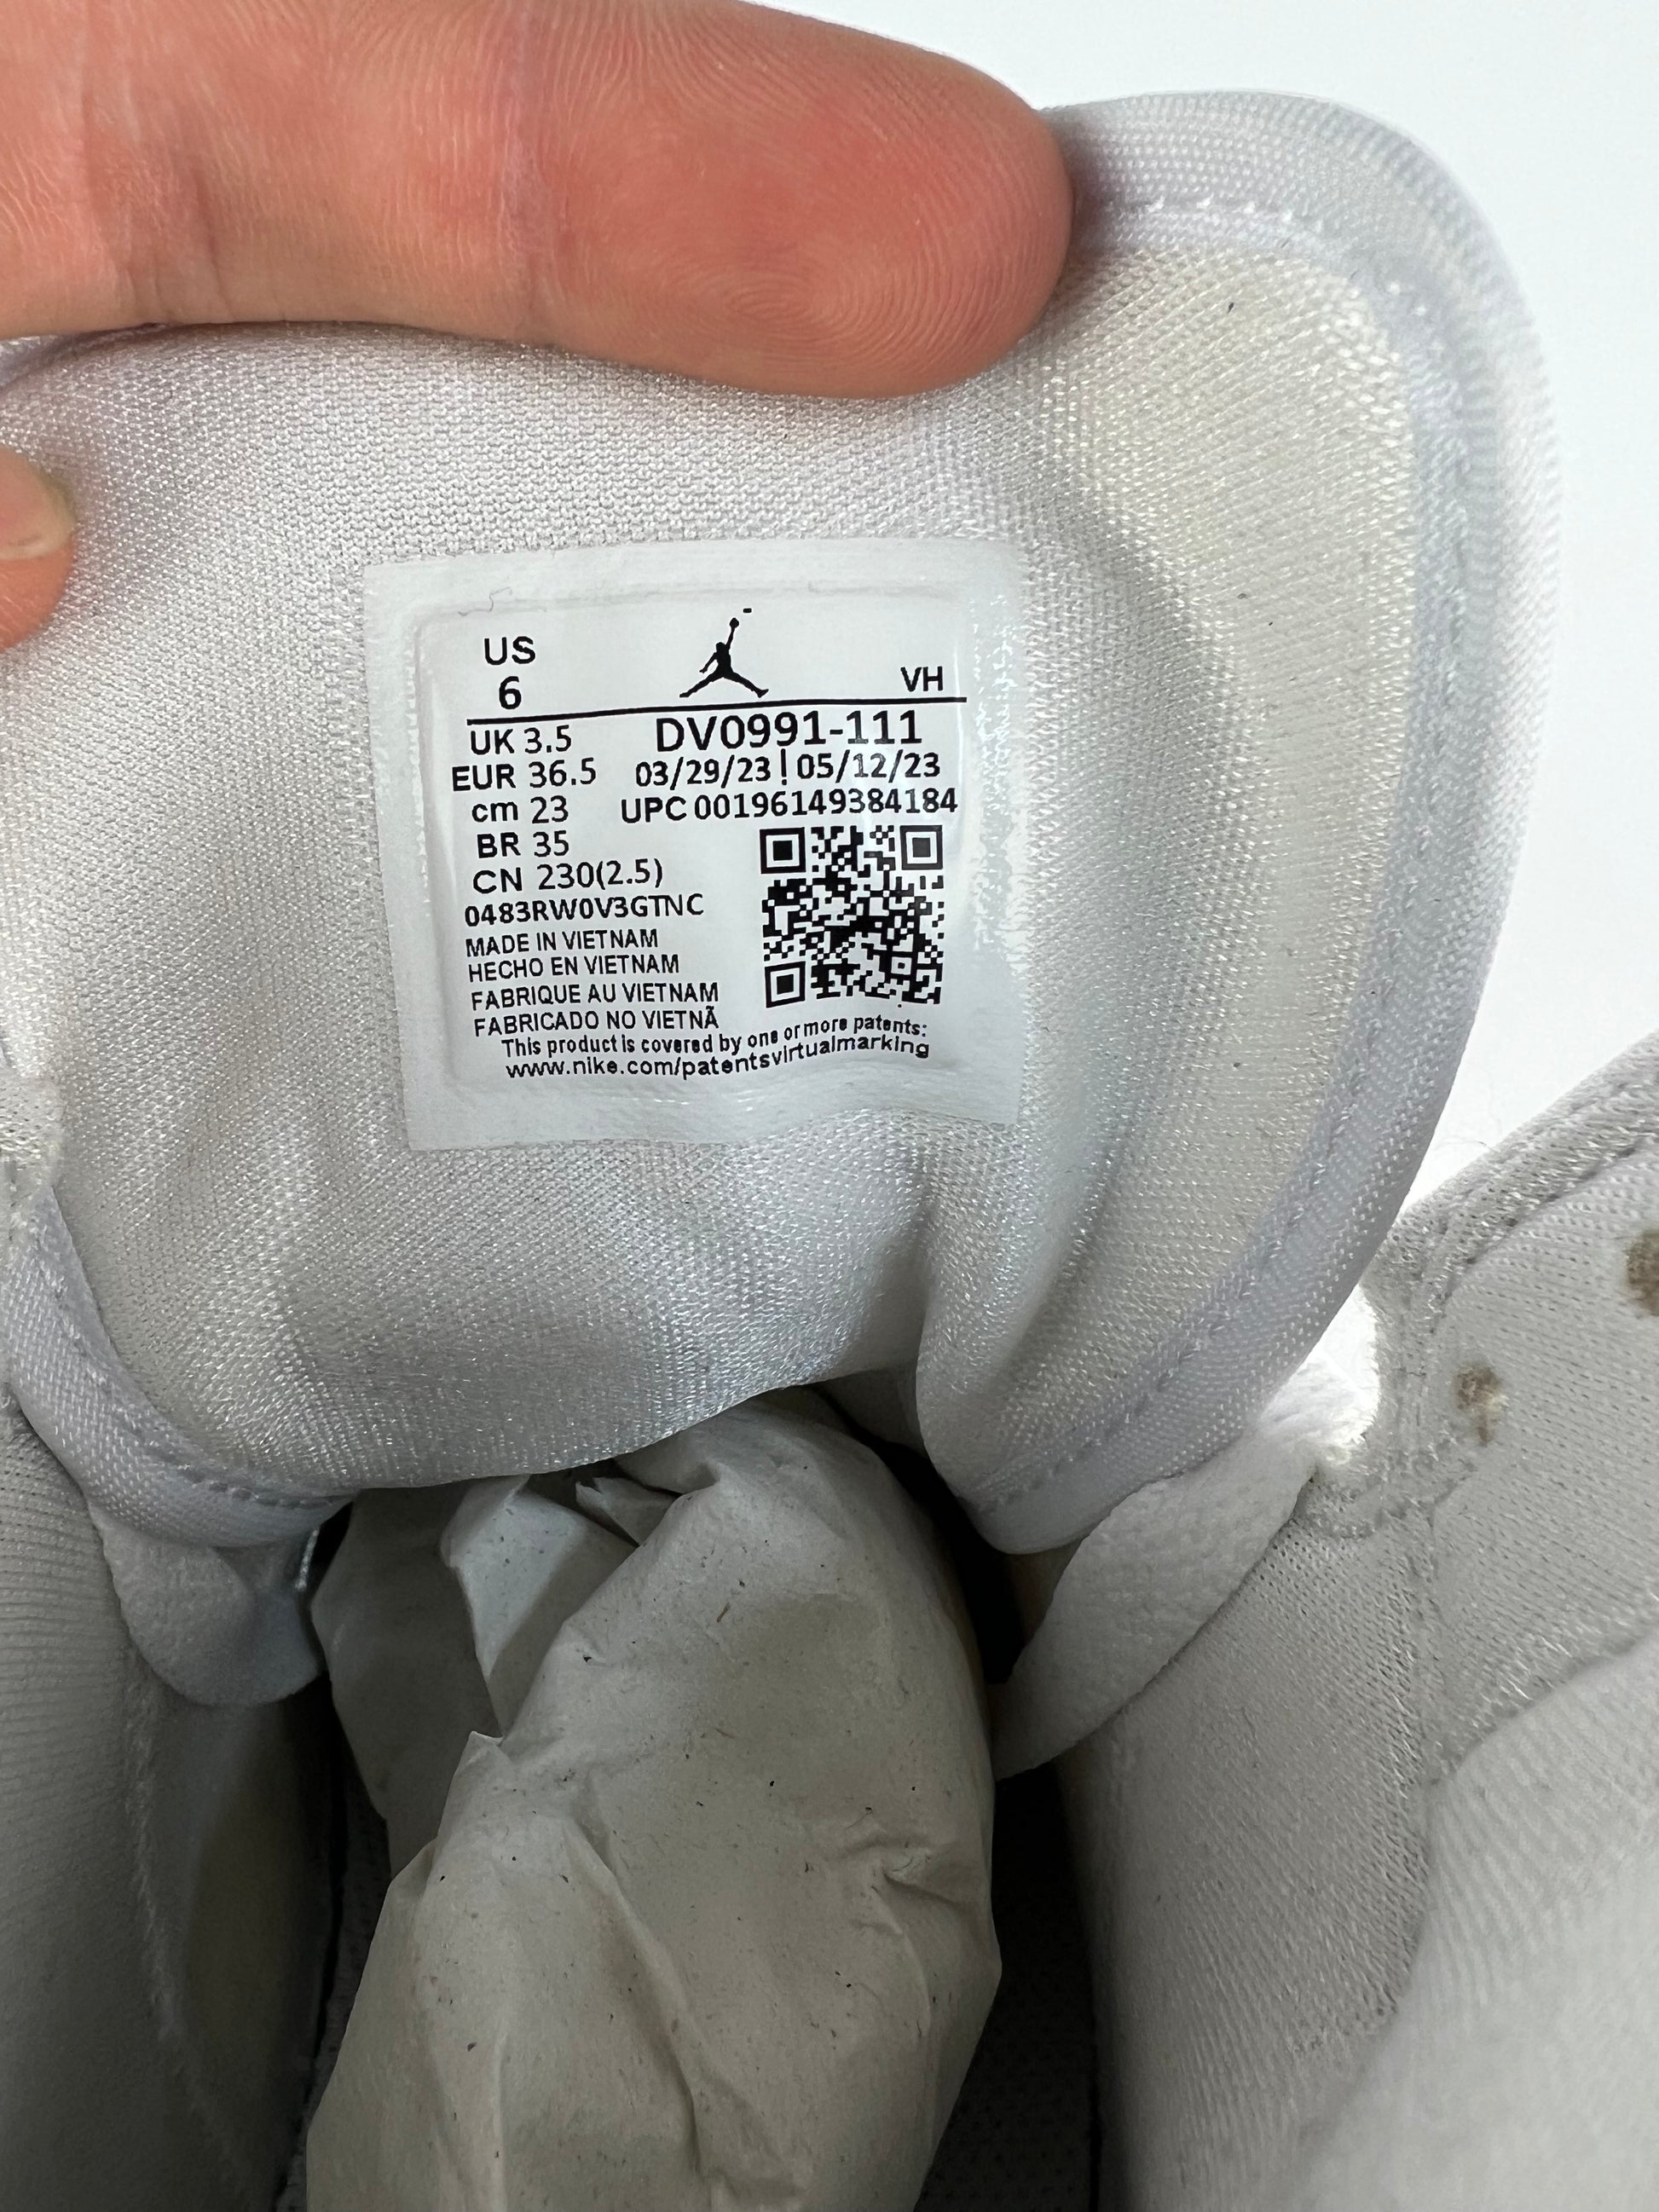 US
6
VH
UK 3.5
DV0991-111
EUR 36.5
03/29/23 | 05/12/23
cm 23
UPC 00196149384184
BR 35
CN 230(2.5)
0483RW0V3GTNC
MADE IN VIETNAM
HECHO EN VIETNAM
FABRIQUE AU VIETNAM
FABRICADO NO VIETNÃ
This product is covered by one or more patents:
www.nike.com/patentsvirtualmarking